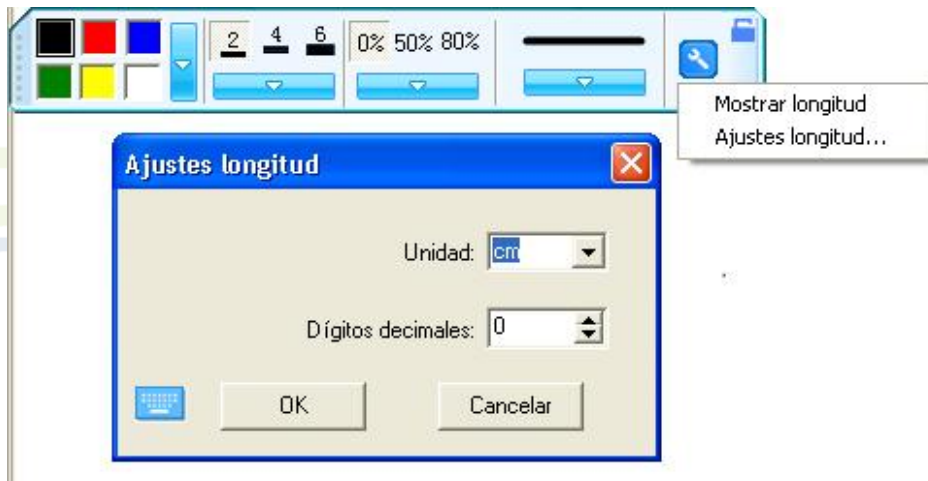 2 4 6 0% 50% 80%
Mostrar longitud
Ajustes longitud...
Ajustes longitud
Unidad: cm
Dígitos decimales: 0
OK Cancelar